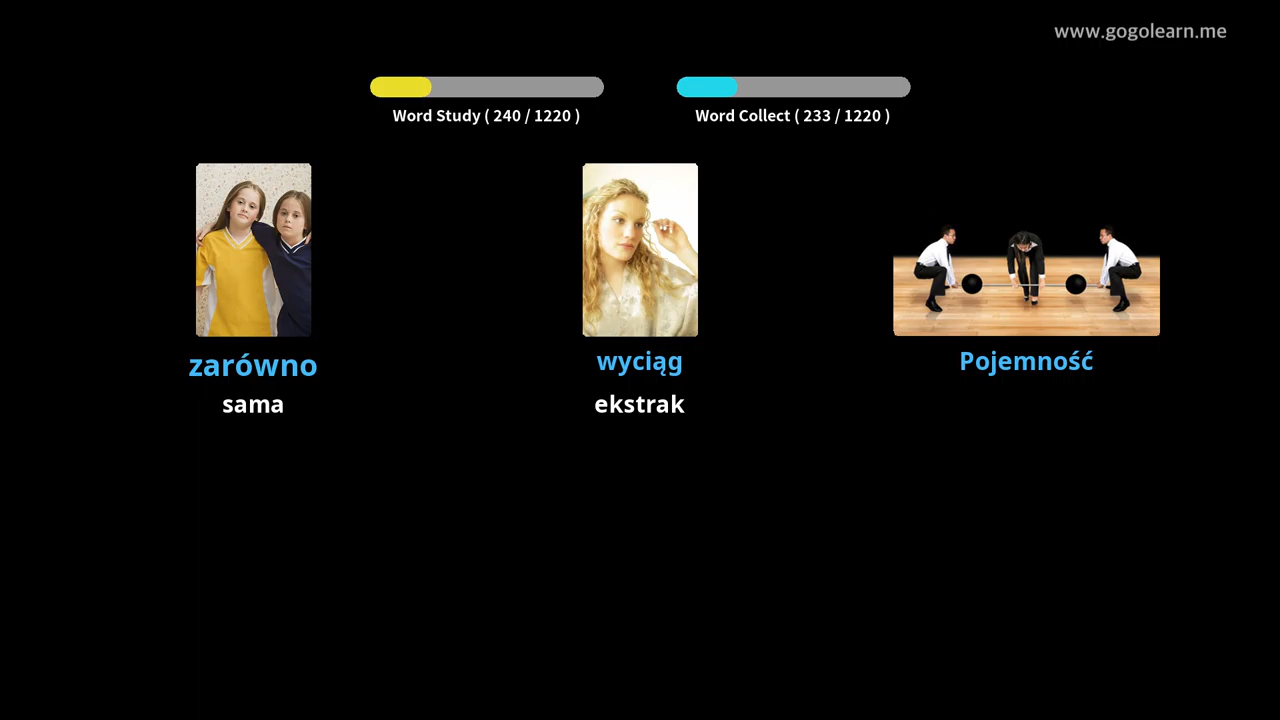 www.gogolearn.me
Word Study ( 240 / 1220 )
Word Collect ( 233 / 1220 )
zarówno
wyciąg
Pojemność
sama
ekstrak